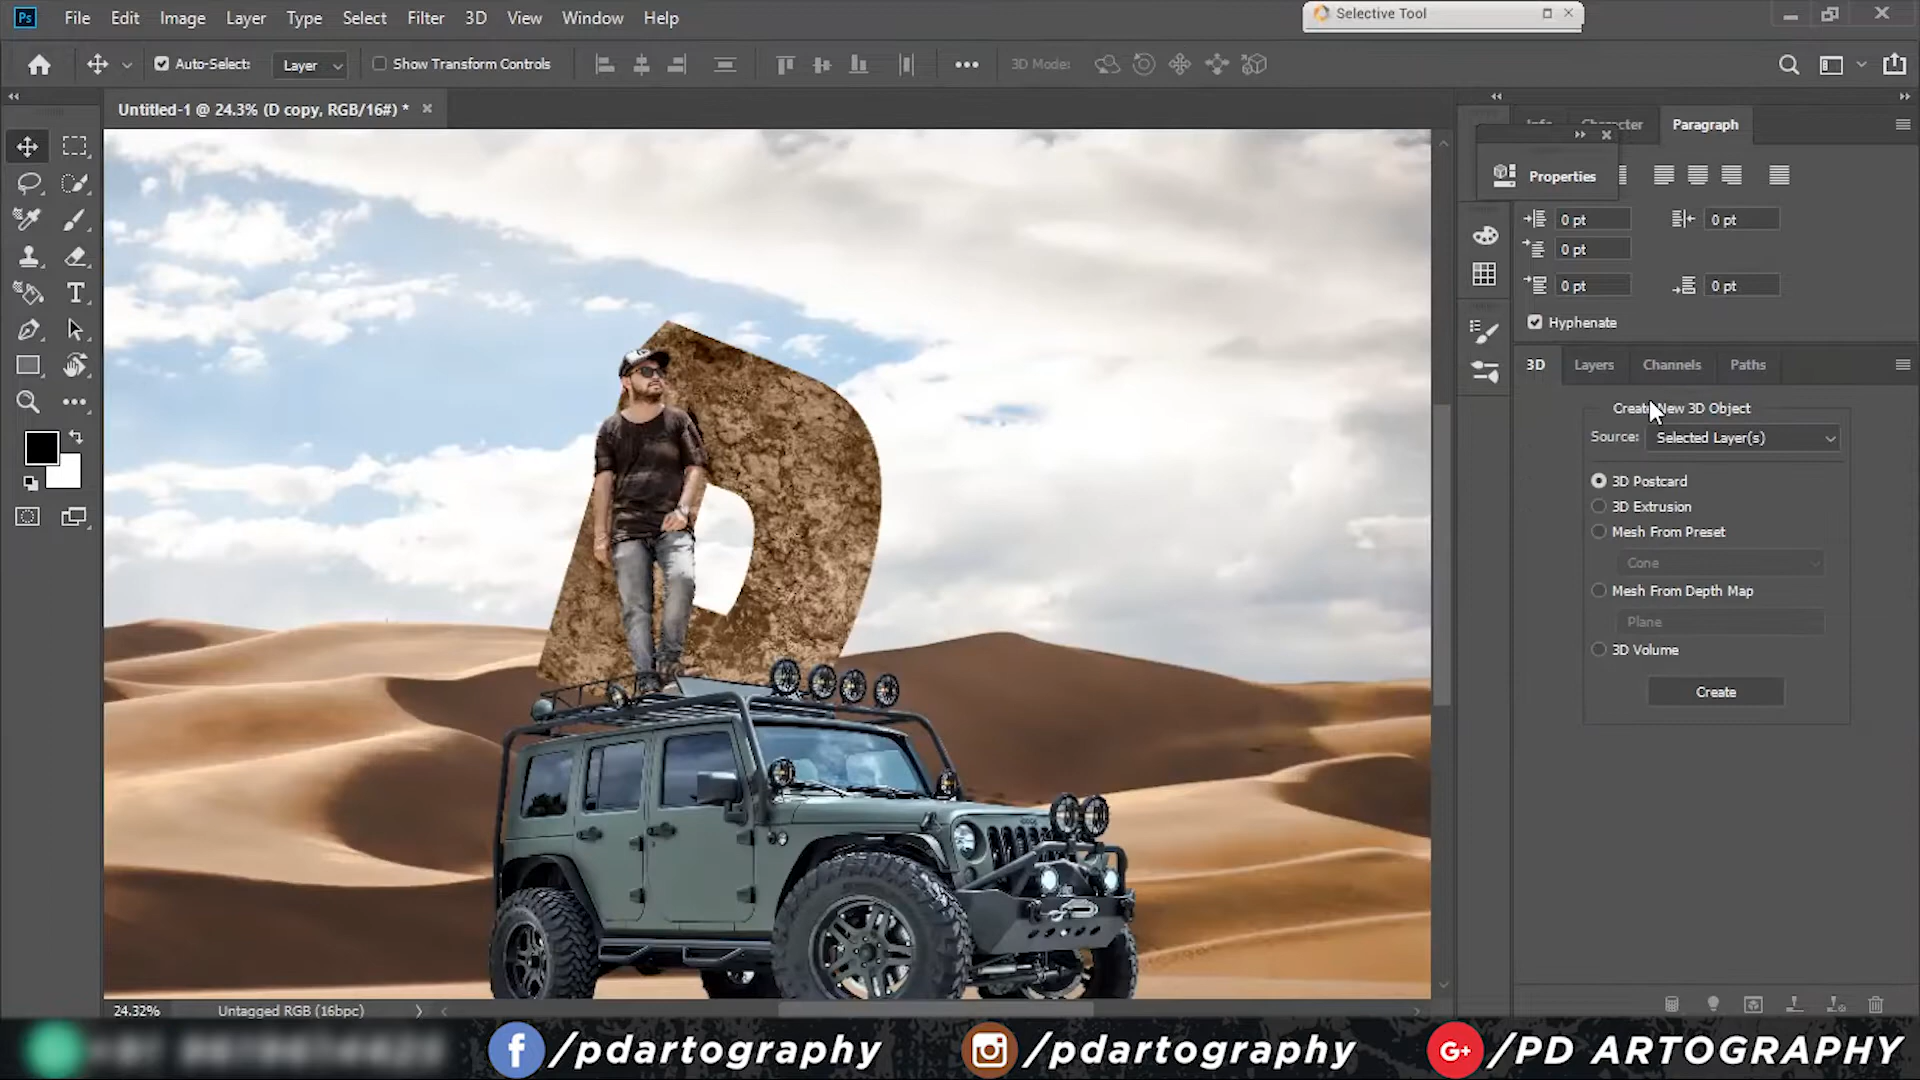 Ps File Edit Image Layer Type Select Filter 3D View Window Help
Selective Tool
Auto-Select: Layer Show Transform Controls 3D Mode:
Untitled-1 @ 24.3% (D copy, RGB/16#) *
Paragraph
Properties
0 pt 0 pt
0 pt
0 pt 0 pt
Hyphenate
3D Layers Channels Paths
Create New 3D Object
Source: Selected Layer(s)
3D Postcard
3D Extrusion
Mesh From Preset
Cone
Mesh From Depth Map
Plane
3D Volume
Create
24.32% Untagged RGB (16bpc)
f /pdartography /pdartography G+ /PD ARTOGRAPHY